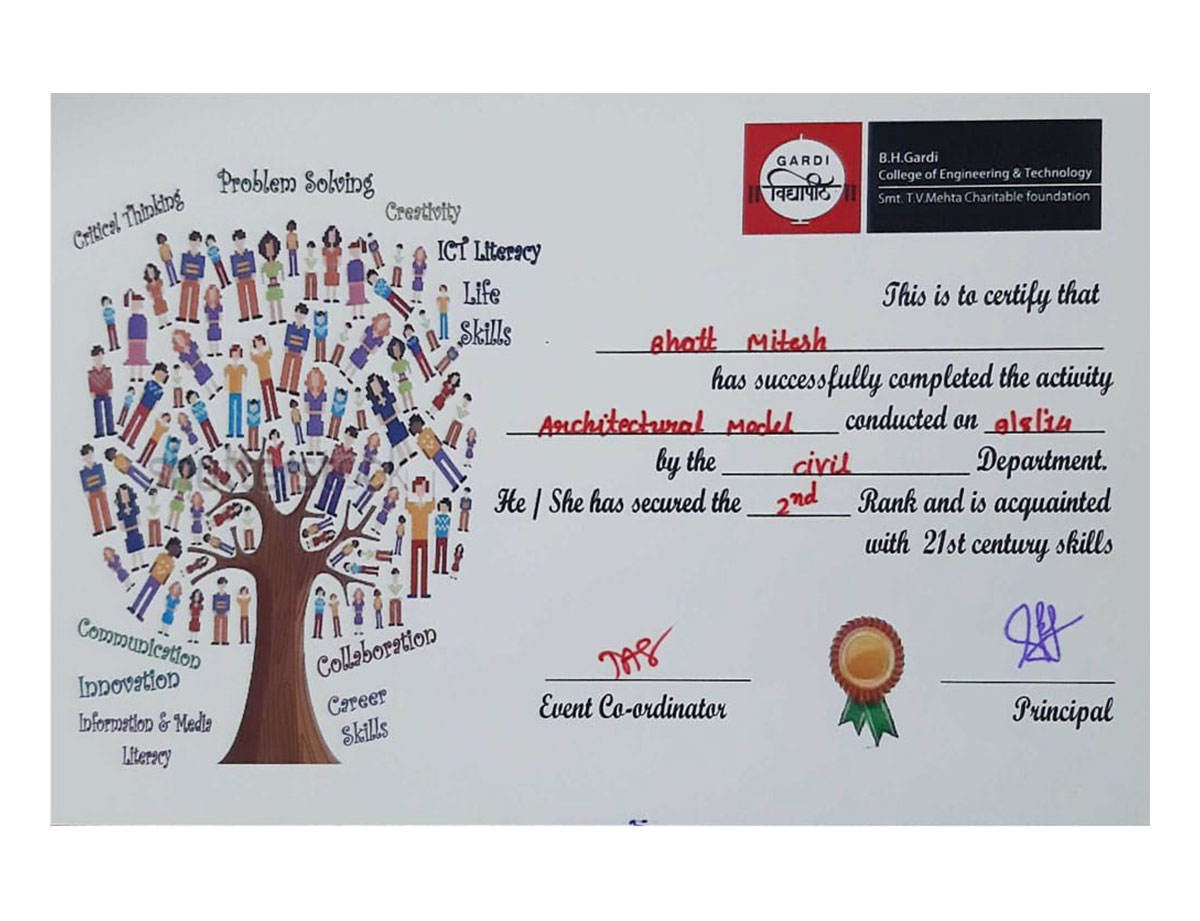 GARDI
विद्यापीठ
B.H.Gardi
College of Engineering & Technology
Smt. T.V.Mehta Charitable foundation
Critical Thinking
Problem Solving
Creativity
ICT Literacy
Life
Skills
This is to certify that
Bhatt Mitesh
has successfully completed the activity
Architectural Model conducted on
by the civil Department.
He / She has secured the 2nd Rank and is acquainted
with 21st century skills
Communication
Innovation
Information & Media
Literacy
Collaboration
Career
Skills
Event Co-ordinator
Principal